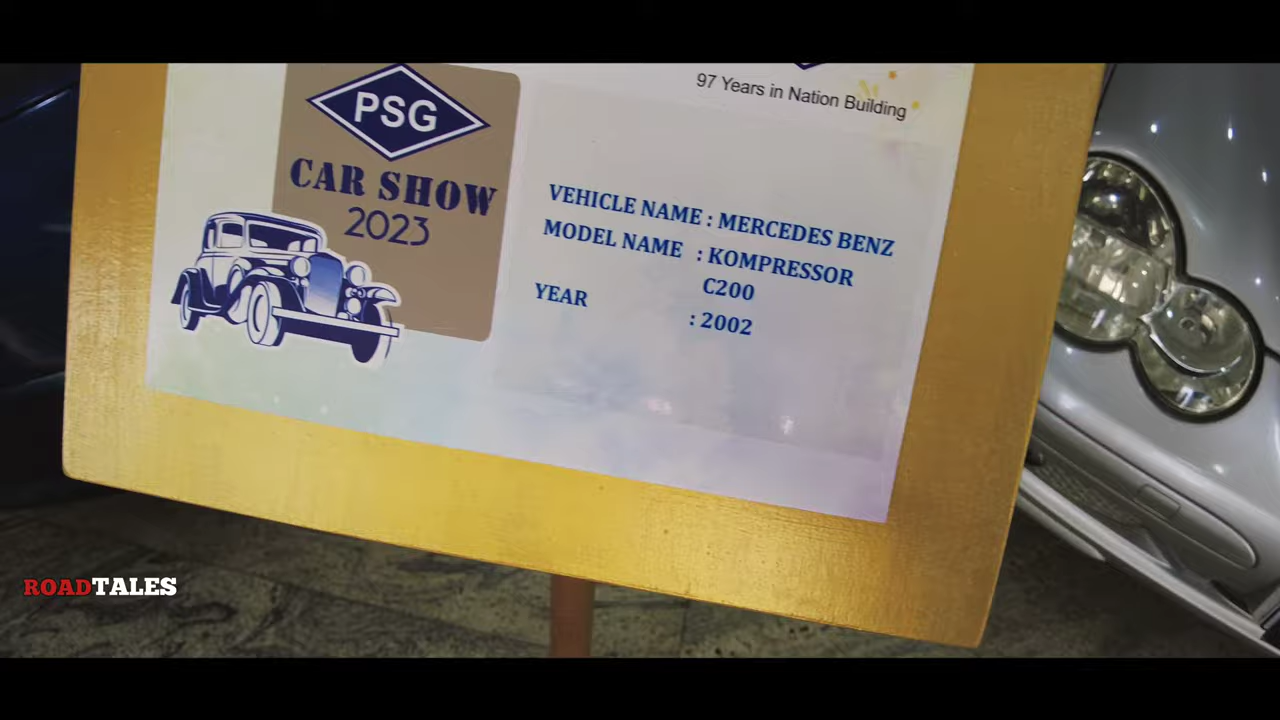 PSG
CAR SHOW
2023
97 Years in Nation Building
VEHICLE NAME : MERCEDES BENZ
MODEL NAME : KOMPRESSOR
C200
YEAR : 2002
ROADTALES